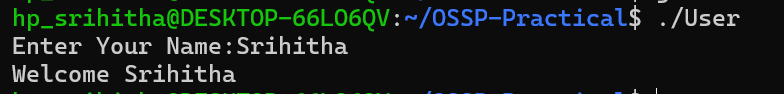 hp_srihitha@DESKTOP-66LO6QV:~/OSSP-Practical$ ./User
Enter Your Name:Srihitha
Welcome Srihitha